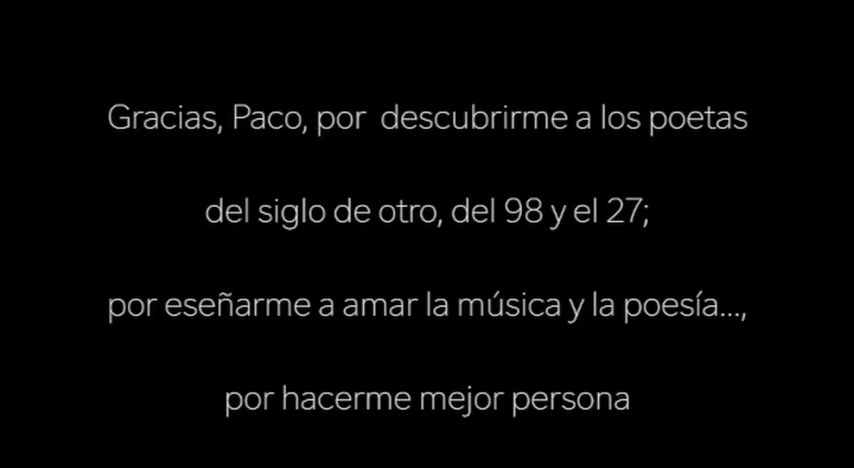 Gracias, Paco, por  descubrirme a los poetas
del siglo de otro, del 98 y el 27;
por eseñarme a amar la música y la poesía...,
por hacerme mejor persona